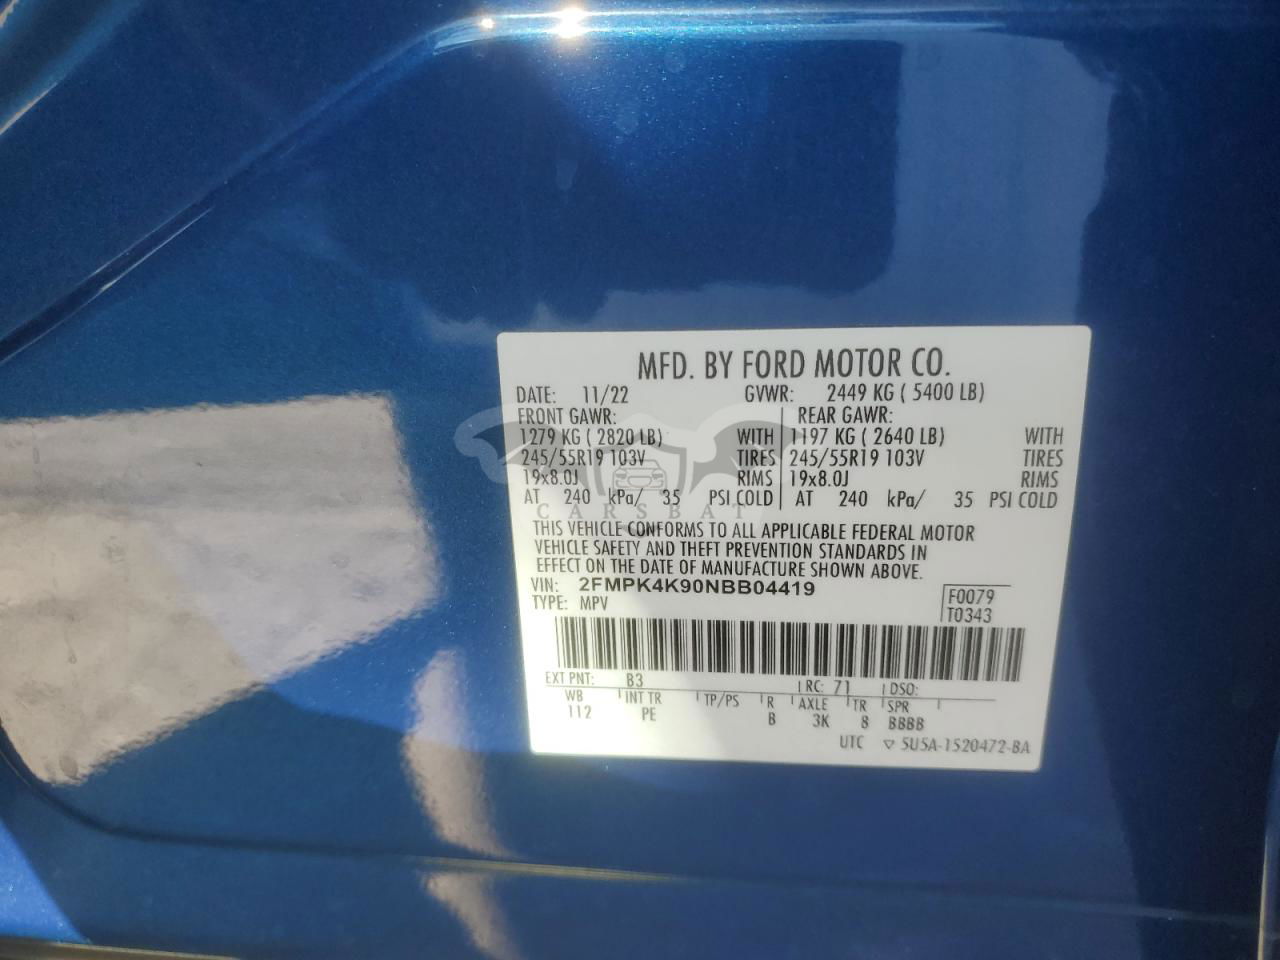 MFD. BY FORD MOTOR CO.
DATE: 11/22 GVWR: 2449 KG ( 5400 LB)
FRONT GAWR: REAR GAWR:
1279 KG ( 2820 LB) WITH 1197 KG ( 2640 LB) WITH
245/55R19 103V TIRES 245/55R19 103V TIRES
19x8.0J RIMS 19x8.0J RIMS
AT 240 kPa/ 35 PSI COLD AT 240 kPa/ 35 PSI COLD
CARSBAT
THIS VEHICLE CONFORMS TO ALL APPLICABLE FEDERAL MOTOR
VEHICLE SAFETY AND THEFT PREVENTION STANDARDS IN
EFFECT ON THE DATE OF MANUFACTURE SHOWN ABOVE.
VIN: 2FMPK4K90NBB04419
TYPE: MPV
F0079
T0343
EXT PNT: B3 RC: 71 DSO:
WB INT TR TP/PS R AXLE TR SPR
112 PE B 3K 8 BBBB
UTC ▽ 5U5A-1520472-BA